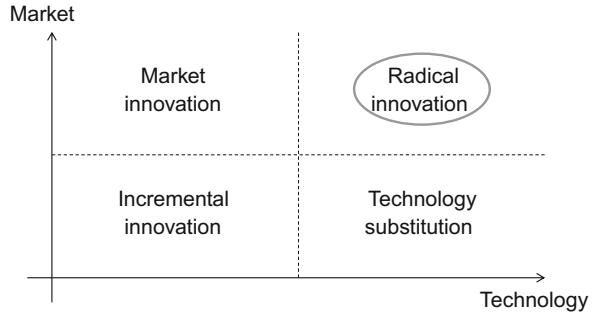 Market
Market
innovation
Radical
innovation
Incremental
innovation
Technology
substitution
Technology